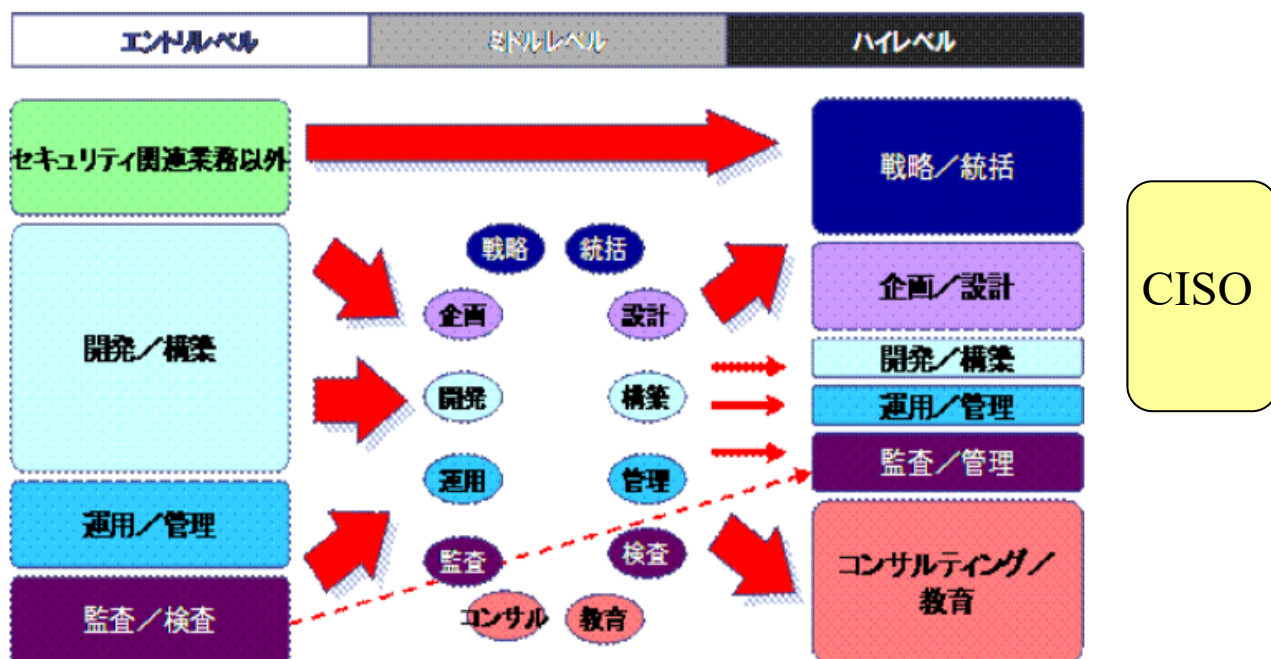 エントリレベル
ミドルレベル
ハイレベル
セキュリティ関連業務以外
開発／構築
運用／管理
監査／検査
戦略
統括
企画
設計
開発
構築
運用
管理
監査
検査
コンサル
教育
戦略／統括
企画／設計
開発／構築
運用／管理
監査／管理
コンサルティング／
教育
CISO